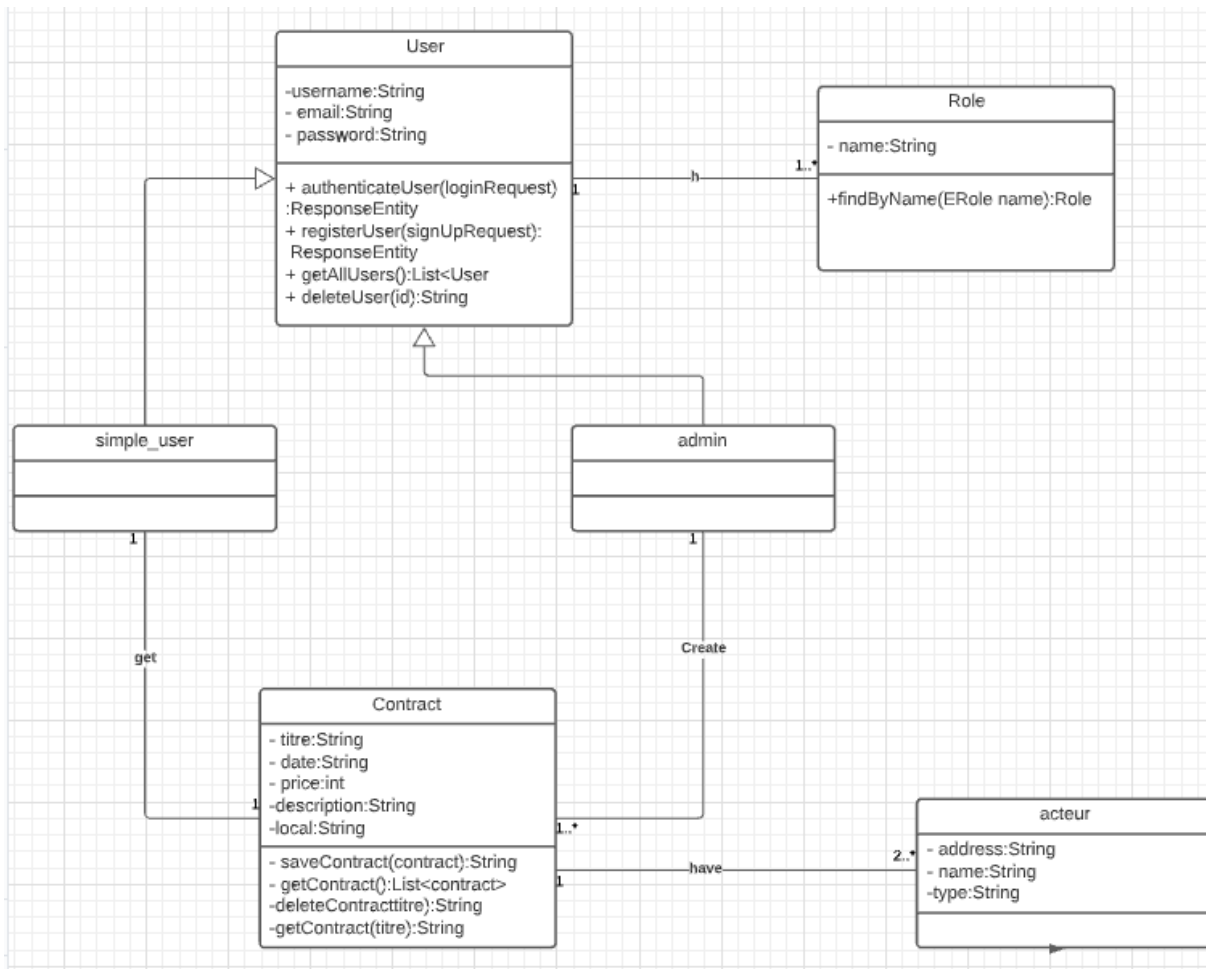 User
-username:String
- email:String
- password:String
+ authenticateUser(loginRequest)
:ResponseEntity
+ registerUser(signUpRequest):
ResponseEntity
+ getAllUsers():List<User
+ deleteUser(id):String
1
h
1..*
Role
- name:String
+findByName(ERole name):Role
simple_user
admin
1
1
get
Create
Contract
- titre:String
- date:String
- price:int
-description:String
-local:String
- saveContract(contract):String
- getContract():List<contract>
-deleteContracttitre):String
-getContract(titre):String
1
1..*
1
have
2..*
acteur
- address:String
- name:String
-type:String